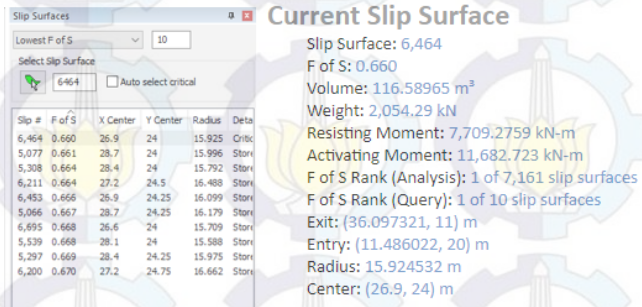 Slip Surfaces
Lowest F of S 10
Select Slip Surface
6464 Auto select critical
Slip # F of S X Center Y Center Radius Deta
6,464 0.660 26.9 24 15.925 Critic
5,077 0.661 28.7 24 15.996 Store
5,308 0.664 28.4 24 15.792 Store
6,211 0.664 27.2 24.5 16.488 Store
6,453 0.666 26.9 24.25 16.099 Store
5,066 0.667 28.7 24.25 16.179 Store
6,695 0.668 26.6 24 15.709 Store
5,539 0.668 28.1 24 15.588 Store
5,297 0.669 28.4 24.25 15.975 Store
6,200 0.670 27.2 24.75 16.662 Store
Current Slip Surface
Slip Surface: 6,464
F of S: 0.660
Volume: 116.58965 m³
Weight: 2,054.29 kN
Resisting Moment: 7,709.2759 kN-m
Activating Moment: 11,682.723 kN-m
F of S Rank (Analysis): 1 of 7,161 slip surfaces
F of S Rank (Query): 1 of 10 slip surfaces
Exit: (36.097321, 11) m
Entry: (11.486022, 20) m
Radius: 15.924532 m
Center: (26.9, 24) m